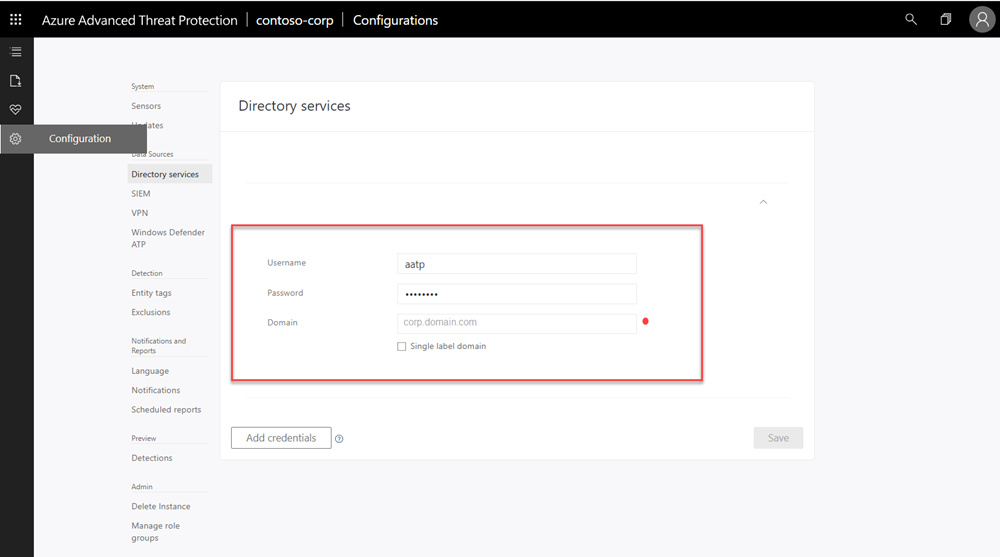 Azure Advanced Threat Protection | contoso-corp | Configurations
Configuration
System
Sensors
Updates
Data Sources
Directory services
SIEM
VPN
Windows Defender
ATP
Detection
Entity tags
Exclusions
Notifications and
Reports
Language
Notifications
Scheduled reports
Preview
Detections
Admin
Delete Instance
Manage role
groups
Directory services
Username
aatp
Password
••••••••
Domain
corp.domain.com
Single label domain
Add credentials
?
Save